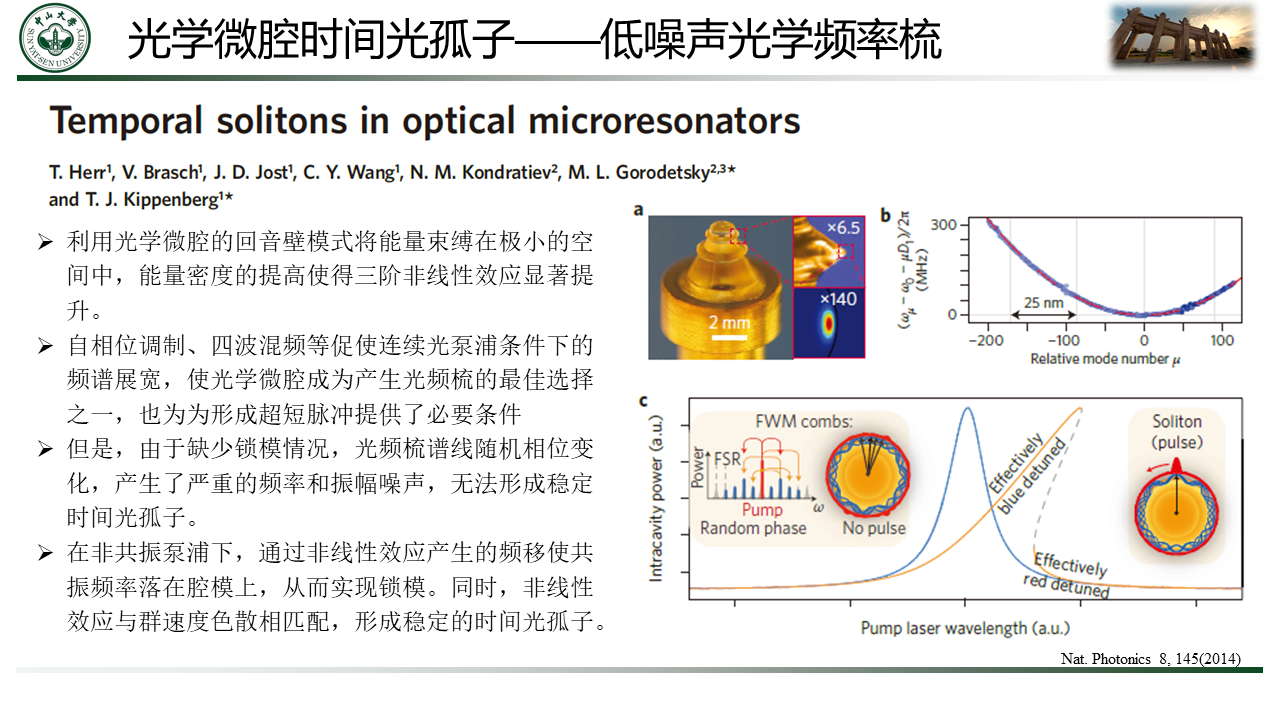 中山大學
SUN YAT-SEN UNIVERSITY
光学微腔时间光孤子——低噪声光学频率梳
Temporal solitons in optical microresonators
T. Herr¹, V. Brasch¹, J. D. Jost¹, C. Y. Wang¹, N. M. Kondratiev², M. L. Gorodetsky²,³*
and T. J. Kippenberg¹*
➢ 利用光学微腔的回音壁模式将能量束缚在极小的空
间中，能量密度的提高使得三阶非线性效应显著提
升。
➢ 自相位调制、四波混频等促使连续光泵浦条件下的
频谱展宽，使光学微腔成为产生光频梳的最佳选择
之一，也为为形成超短脉冲提供了必要条件
➢ 但是，由于缺少锁模情况，光频梳谱线随机相位变
化，产生了严重的频率和振幅噪声，无法形成稳定
时间光孤子。
➢ 在非共振泵浦下，通过非线性效应产生的频移使共
振频率落在腔模上，从而实现锁模。同时，非线性
效应与群速度色散相匹配，形成稳定的时间光孤子。
a
×6.5
×140
2 mm
b
(ω_μ − ω_0 − μD_1)/2π
(MHz)
300
0
25 nm
−200
−100
0
100
Relative mode number μ
c
Intracavity power (a.u.)
FWM combs:
Power
FSR
ω
Pump
Random phase
No pulse
Effectively
blue detuned
Effectively
red detuned
Soliton
(pulse)
Pump laser wavelength (a.u.)
Nat. Photonics 8, 145(2014)